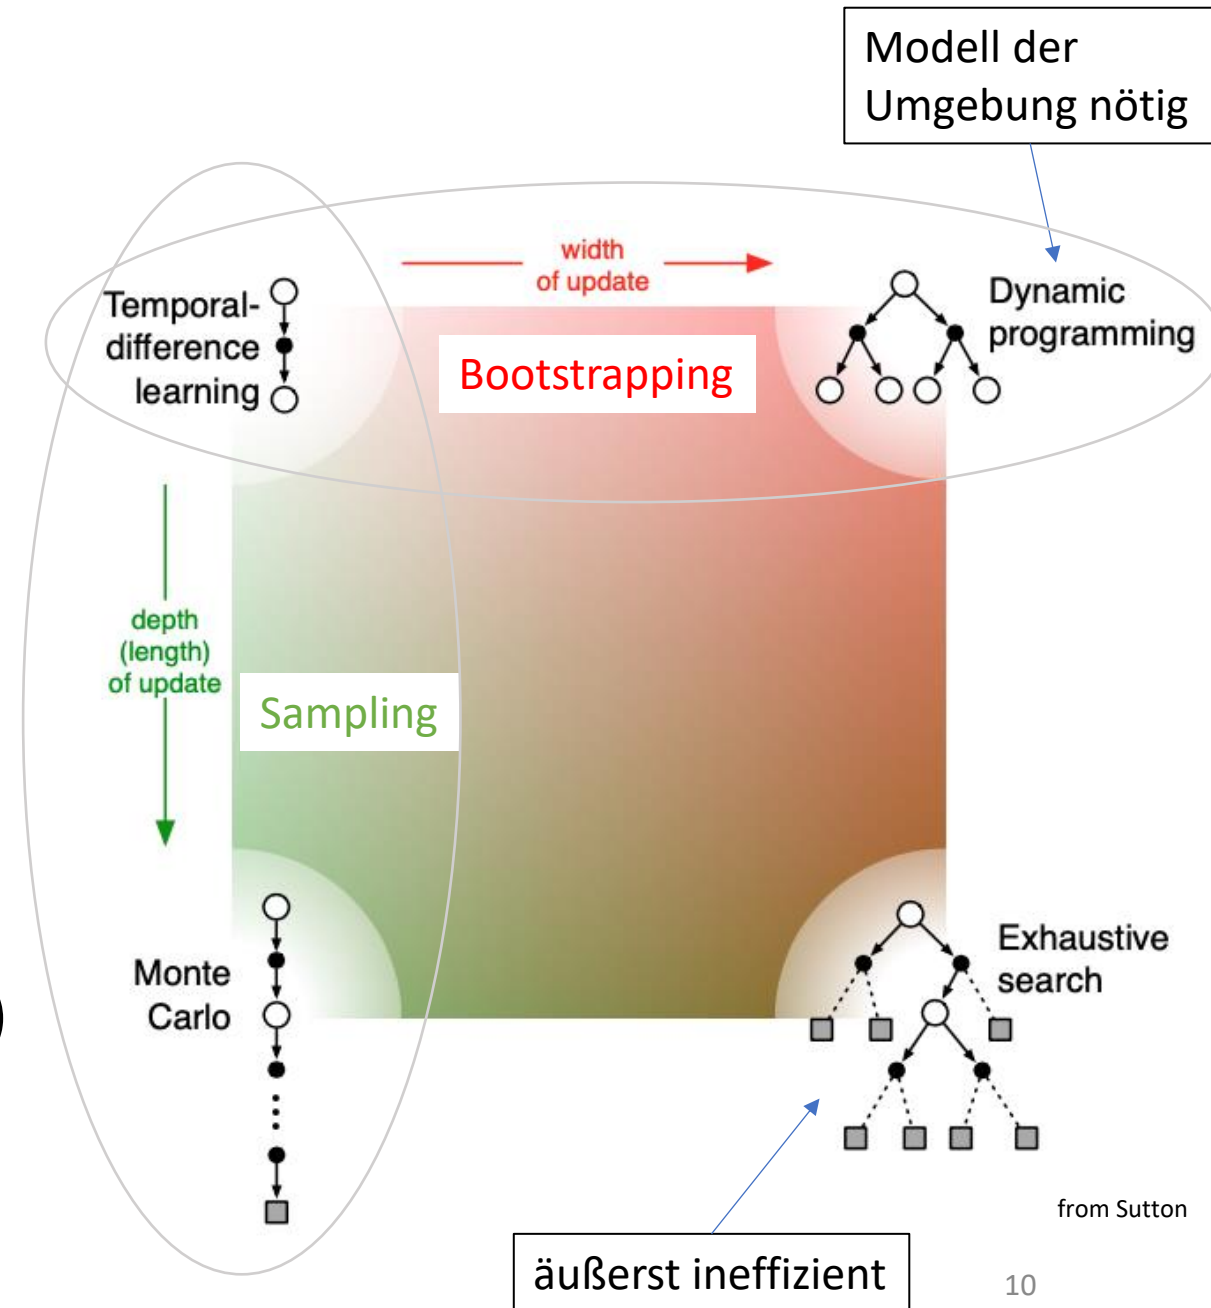 Modell der
Umgebung nötig
width
of update
Temporal-
difference
learning
Bootstrapping
Dynamic
programming
depth
(length)
of update
Sampling
Monte
Carlo
)
Exhaustive
search
from Sutton
äußerst ineffizient
10